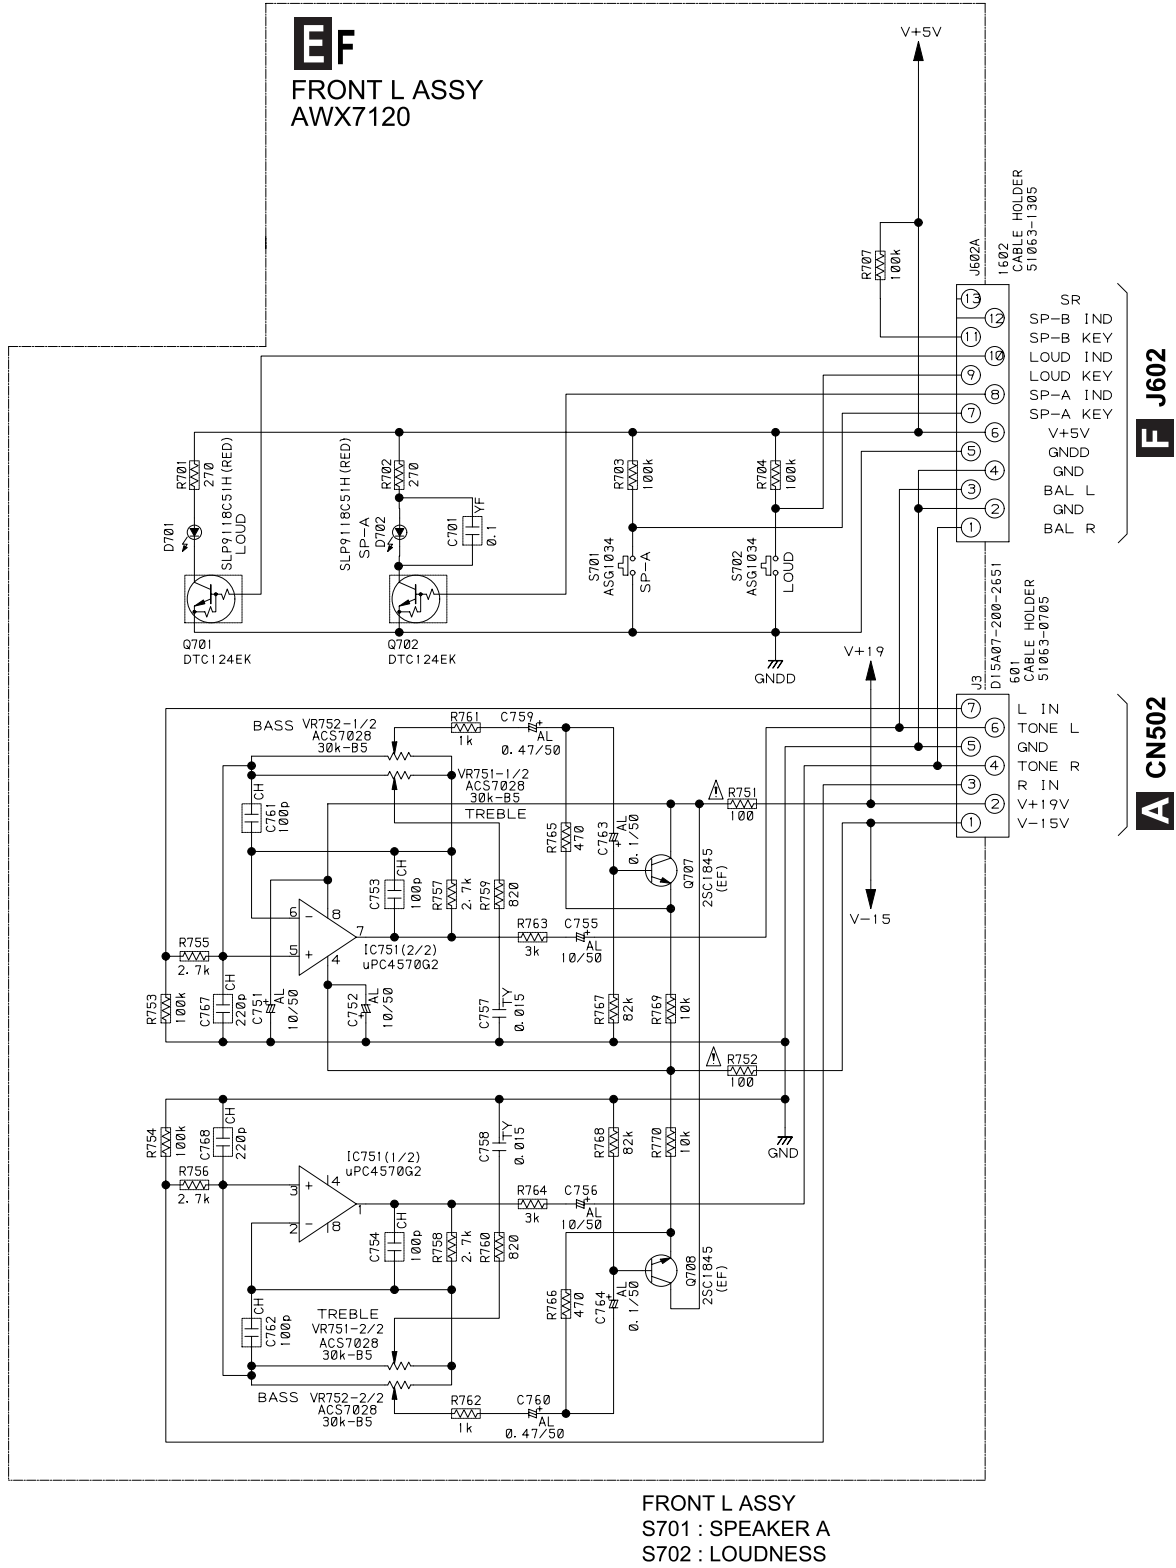 EF
FRONT L ASSY
AWX7120
V+5V
R707
100k
J602A
1602
CABLE HOLDER
51063-1305
13
SR
12
SP-B IND
11
SP-B KEY
10
LOUD IND
9
LOUD KEY
8
SP-A IND
7
SP-A KEY
6
V+5V
5
GNDD
4
GND
3
BAL L
2
GND
1
BAL R
F J602
R701
270
D701
SLP9118C51H(RED)
LOUD
R702
270
SLP9118C51H(RED)
SP-A
D702
C701
YF
0.1
R703
100k
R704
100k
S701
ASG1034
SP-A
S702
ASG1034
LOUD
Q701
DTC124EK
Q702
DTC124EK
GNDD
V+19
J3
D15A07-200-2651
601
CABLE HOLDER
51063-0705
7
L IN
6
TONE L
5
GND
4
TONE R
3
R IN
2
V+19V
1
V-15V
A CN502
BASS
VR752-1/2
ACS7028
30k-B5
R761
1k
C759
AL
0.47/50
VR751-1/2
ACS7028
30k-B5
TREBLE
CH
C761
100p
R751
100
R765
470
C763
AL
0.1/50
Q707
2SC1845
(EF)
C753
CH
100p
R757
2.7k
R759
820
V-15
6
-
8
7
5
+
4
IC751(2/2)
uPC4570G2
R763
3k
C755
AL
10/50
R755
2.7k
R753
100k
C767
CH
220p
C751
AL
10/50
C752
AL
10/50
C757
TY
0.015
R767
82k
R769
10k
R752
100
R754
100k
C768
CH
220p
C758
TY
0.015
R768
82k
R770
10k
GND
IC751(1/2)
uPC4570G2
R756
2.7k
3
+
4
1
2
-
8
R764
3k
C756
AL
10/50
C754
CH
100p
R758
2.7k
R760
820
Q708
2SC1845
(EF)
CH
C762
100p
R766
470
C764
AL
0.1/50
TREBLE
VR751-2/2
ACS7028
30k-B5
BASS
VR752-2/2
ACS7028
30k-B5
R762
1k
C760
AL
0.47/50
FRONT L ASSY
S701 : SPEAKER A
S702 : LOUDNESS